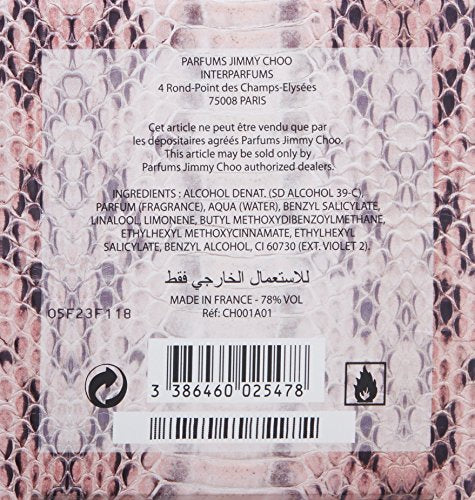 PARFUMS JIMMY CHOO
INTERPARFUMS
4 Rond-Point des Champs-Elysées
75008 PARIS
Cet article ne peut être vendu que par
les dépositaires agréés Parfums Jimmy Choo.
This article may be sold only by
Parfums Jimmy Choo authorized dealers.
INGREDIENTS : ALCOHOL DENAT. (SD ALCOHOL 39-C),
PARFUM (FRAGRANCE), AQUA (WATER), BENZYL SALICYLATE,
LINALOOL, LIMONENE, BUTYL METHOXYDIBENZOYLMETHANE,
ETHYLHEXYL METHOXYCINNAMATE, ETHYLHEXYL
SALICYLATE, BENZYL ALCOHOL, CI 60730 (EXT. VIOLET 2).
للاستعمال الخارجي فقط
MADE IN FRANCE - 78% VOL
Réf: CH001A01
05F23F118
3 386460 025478